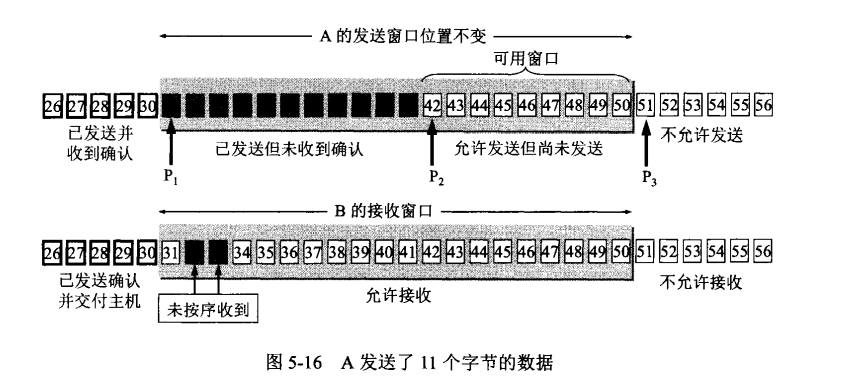 A 的发送窗口位置不变
可用窗口
26 27 28 29 30 42 43 44 45 46 47 48 49 50 51 52 53 54 55 56
已发送并
收到确认
已发送但未收到确认
允许发送但尚未发送
不允许发送
P1
P2
P3
B 的接收窗口
26 27 28 29 30 31 34 35 36 37 38 39 40 41 42 43 44 45 46 47 48 49 50 51 52 53 54 55 56
已发送确认
并交付主机
未按序收到
允许接收
不允许接收
图 5-16 A 发送了 11 个字节的数据